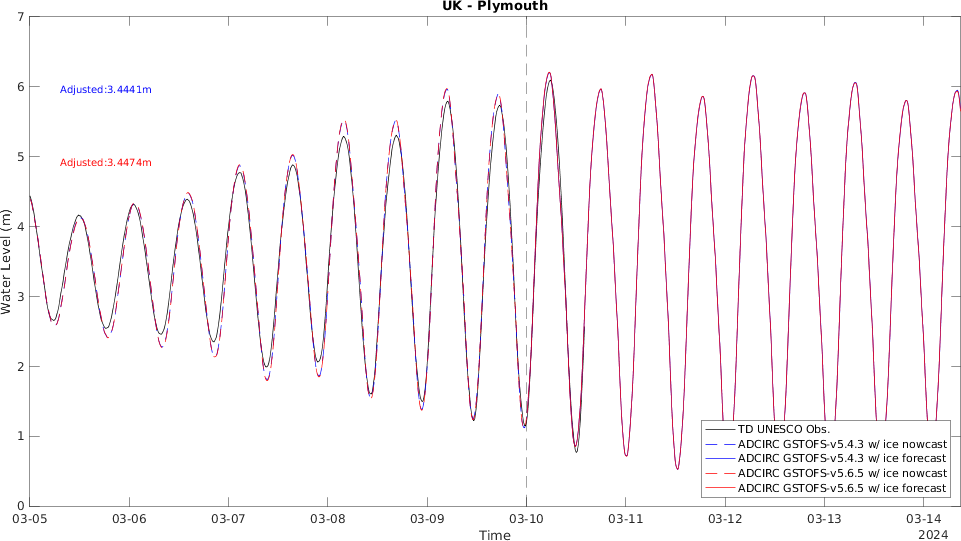 UK - Plymouth
7
6
5
4
3
2
1
0
Water Level (m)
Adjusted:3.4441m
Adjusted:3.4474m
TD UNESCO Obs.
ADCIRC GSTOFS-v5.4.3 w/ ice nowcast
ADCIRC GSTOFS-v5.4.3 w/ ice forecast
ADCIRC GSTOFS-v5.6.5 w/ ice nowcast
ADCIRC GSTOFS-v5.6.5 w/ ice forecast
03-05 03-06 03-07 03-08 03-09 03-10 03-11 03-12 03-13 03-14
Time
2024